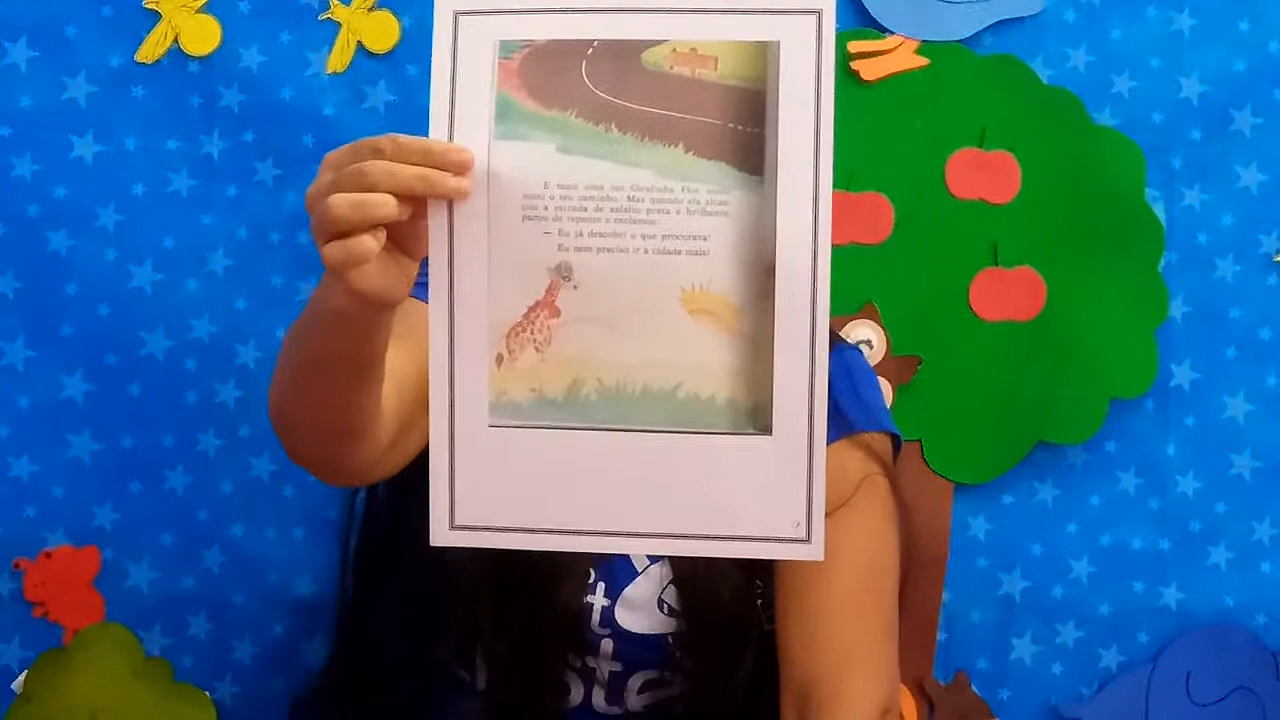 E mais uma vez Girafinha Flor
seu caminho. Mas quando ela alcan-
çou a estrada de asfalto preta e brilhante,
parou de repente e exclamou:
— Eu já descobri o que procurava!
Eu nem preciso ir à cidade mais!